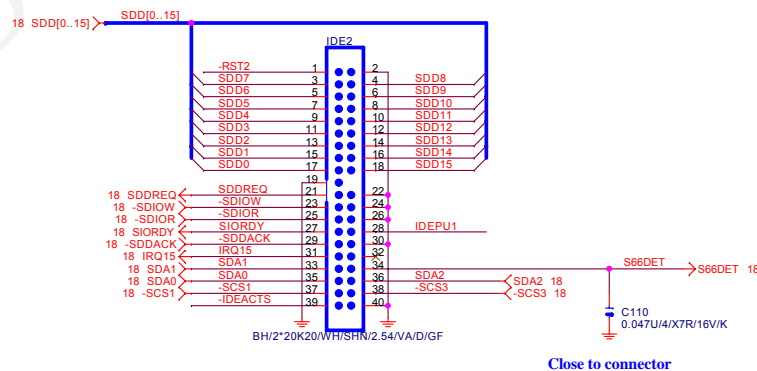 18 SDD[0..15] SDD[0..15]
IDE2
-RST2 1 2
SDD7 3 4 SDD8
SDD6 5 6 SDD9
SDD5 7 8 SDD10
SDD4 9 10 SDD11
SDD3 11 12 SDD12
SDD2 13 14 SDD13
SDD1 15 16 SDD14
SDD0 17 18 SDD15
19
18 SDDREQ SDDREQ 21 22
18 -SDIOW -SDIOW 23 24
18 -SDIOR -SDIOR 25 26
18 SIORDY SIORDY 27 28 IDEPU1
18 -SDDACK -SDDACK 29 30
18 IRQ15 IRQ15 31 32
18 SDA1 SDA1 33 34 S66DET S66DET 18
18 SDA0 SDA0 35 36 SDA2 SDA2 18
18 -SCS1 -SCS1 37 38 -SCS3 -SCS3 18
-IDEACTS 39 40
C110
0.047U/4/X7R/16V/K
BH/2*20K20/WH/SHN/2.54/VA/D/GF
Close to connector